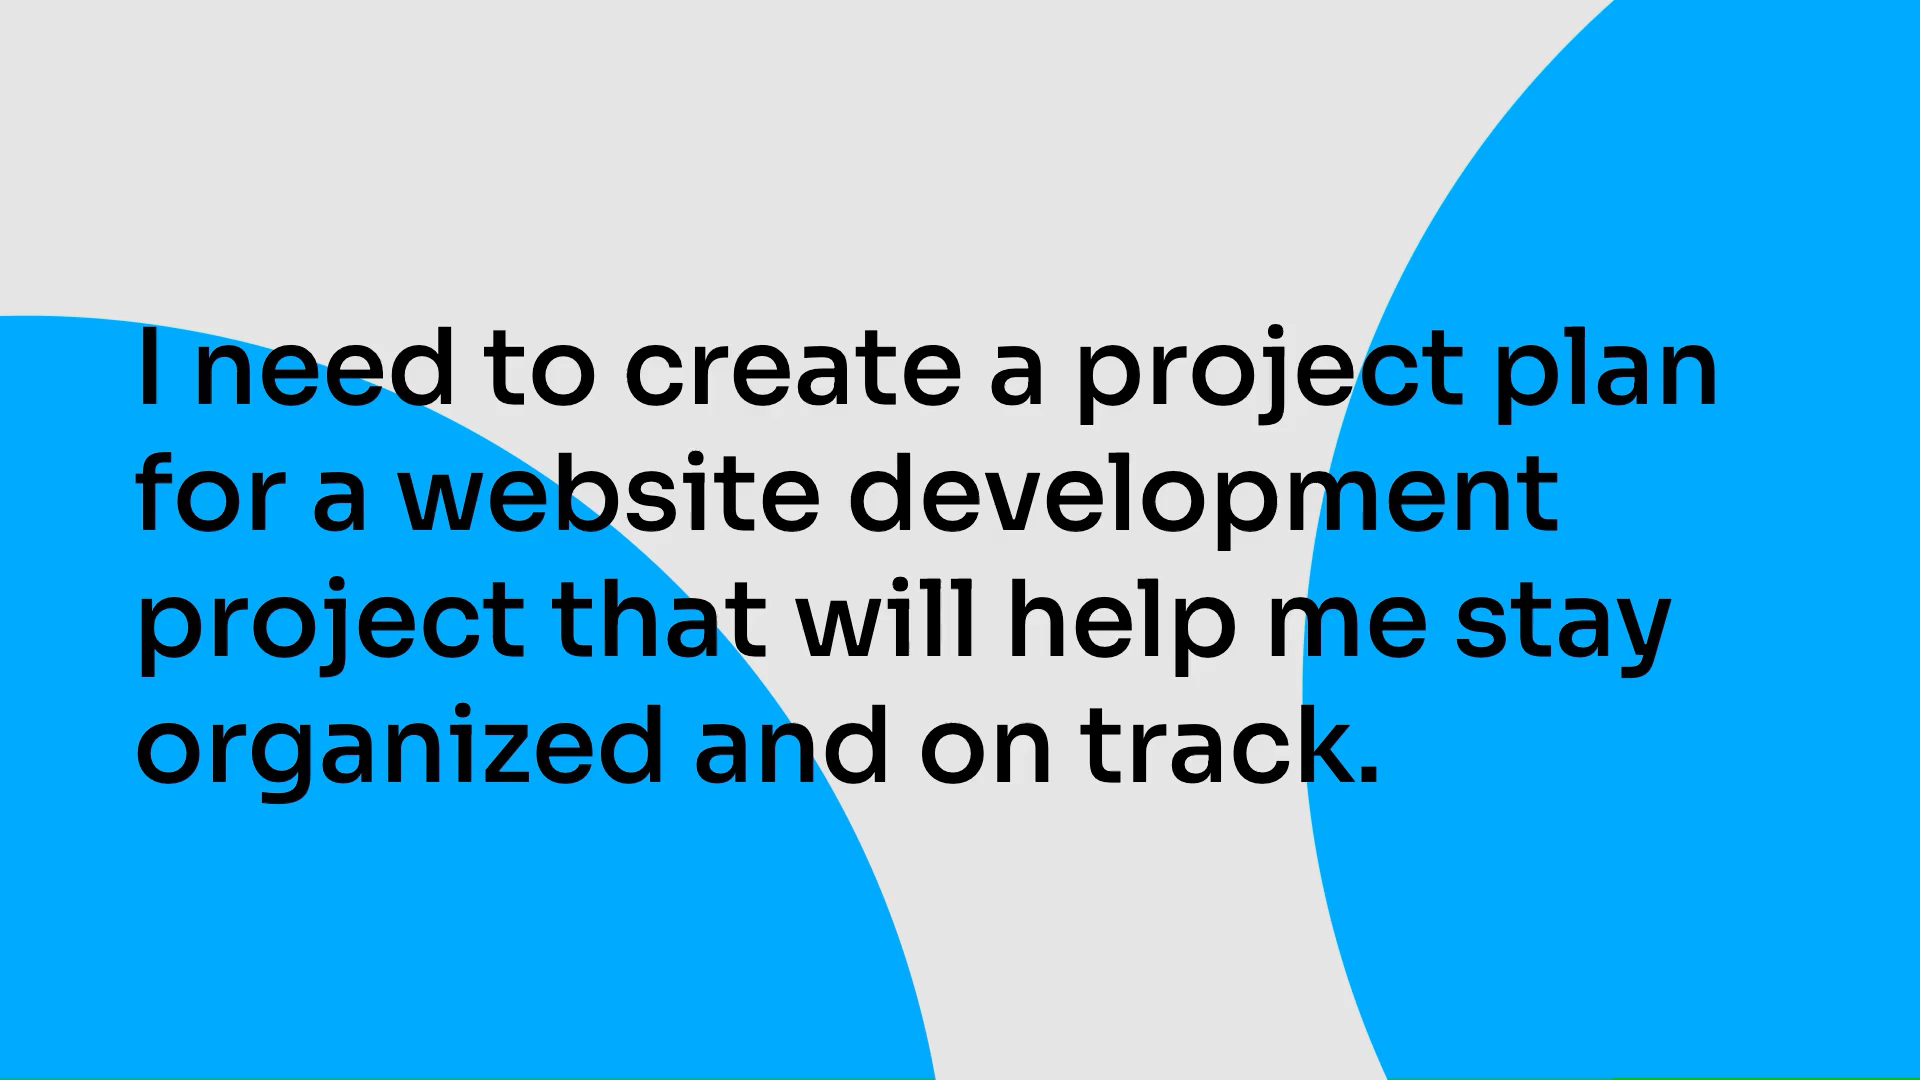 I need to create a project plan
for a website development
project that will help me stay
organized and on track.